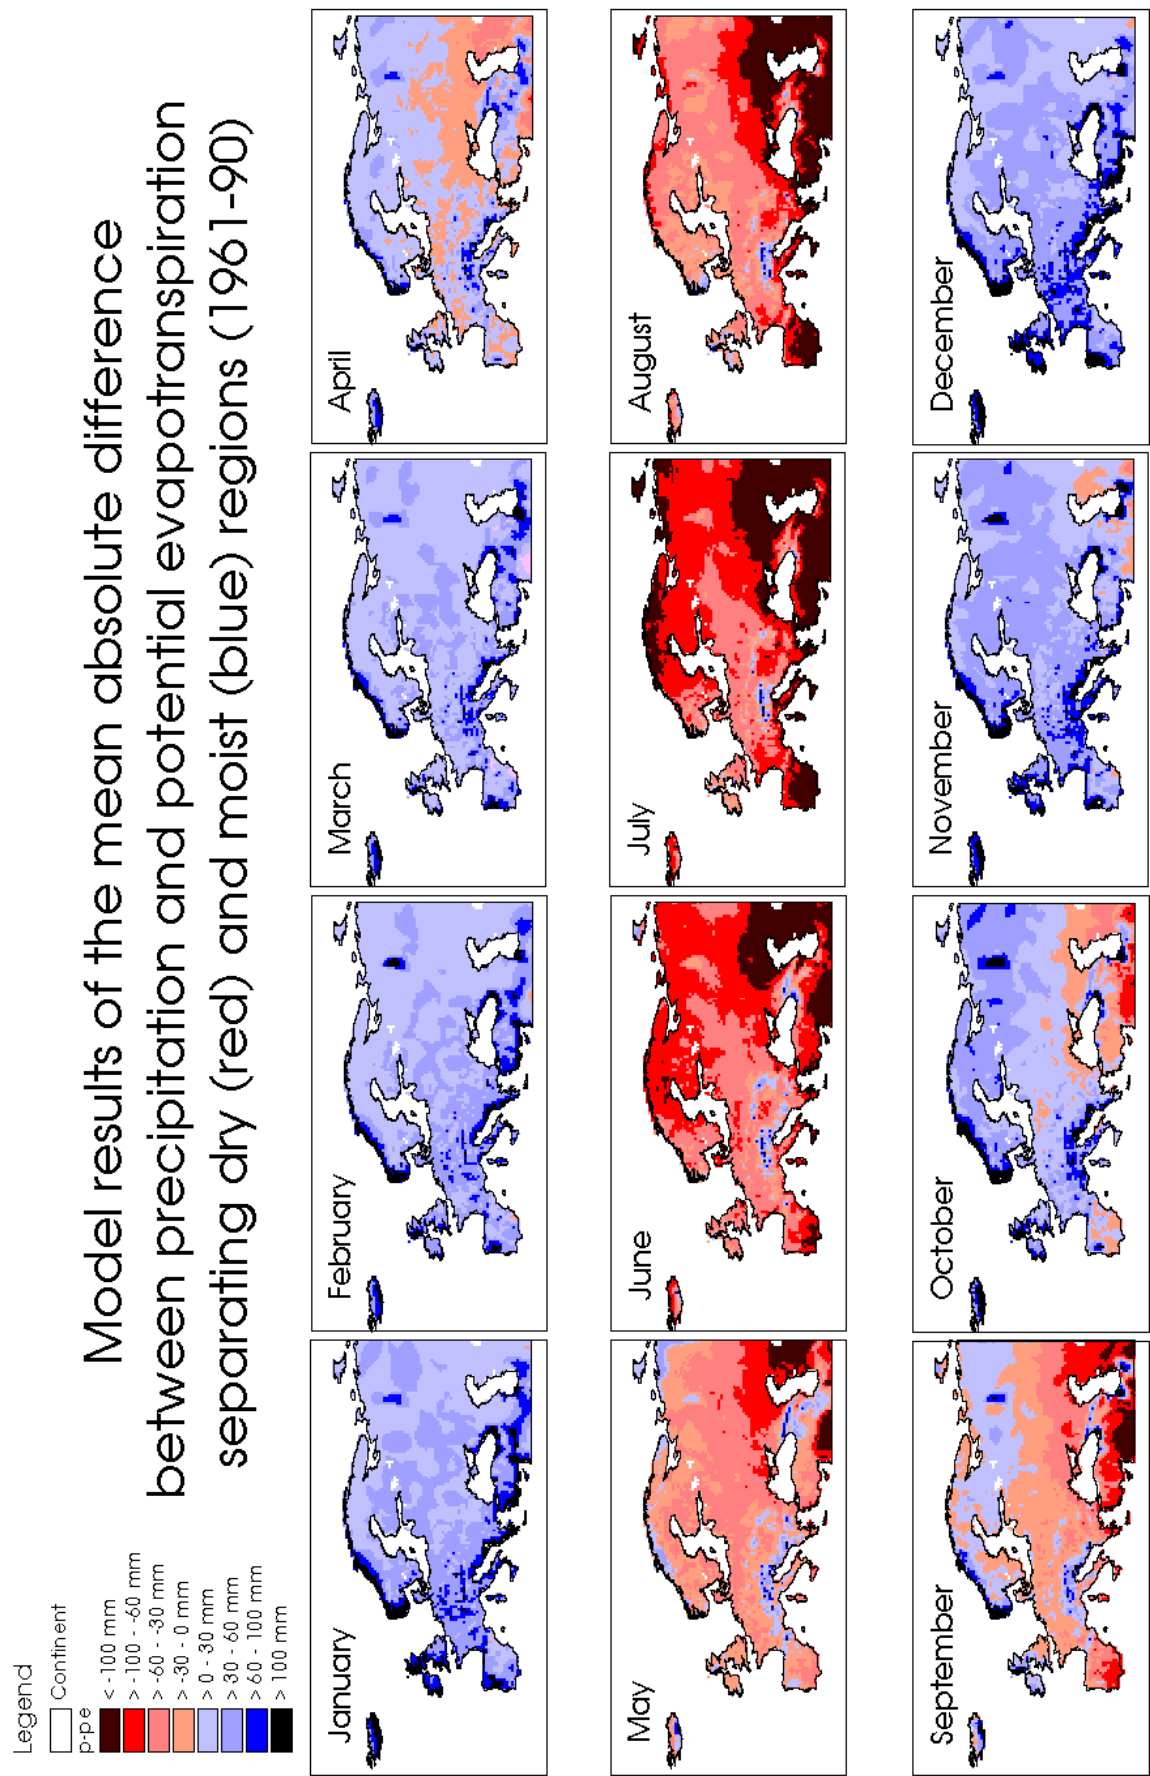 Model results of the mean absolute difference
between precipitation and potential evapotranspiration
separating dry (red) and moist (blue) regions (1961-90)
Legend
Continent
p-pe
< -100 mm
> -100 - -60 mm
> -60 - -30 mm
> -30 - 0 mm
> 0 - 30 mm
> 30 - 60 mm
> 60 - 100 mm
> 100 mm
January
February
March
April
May
June
July
August
September
October
November
December